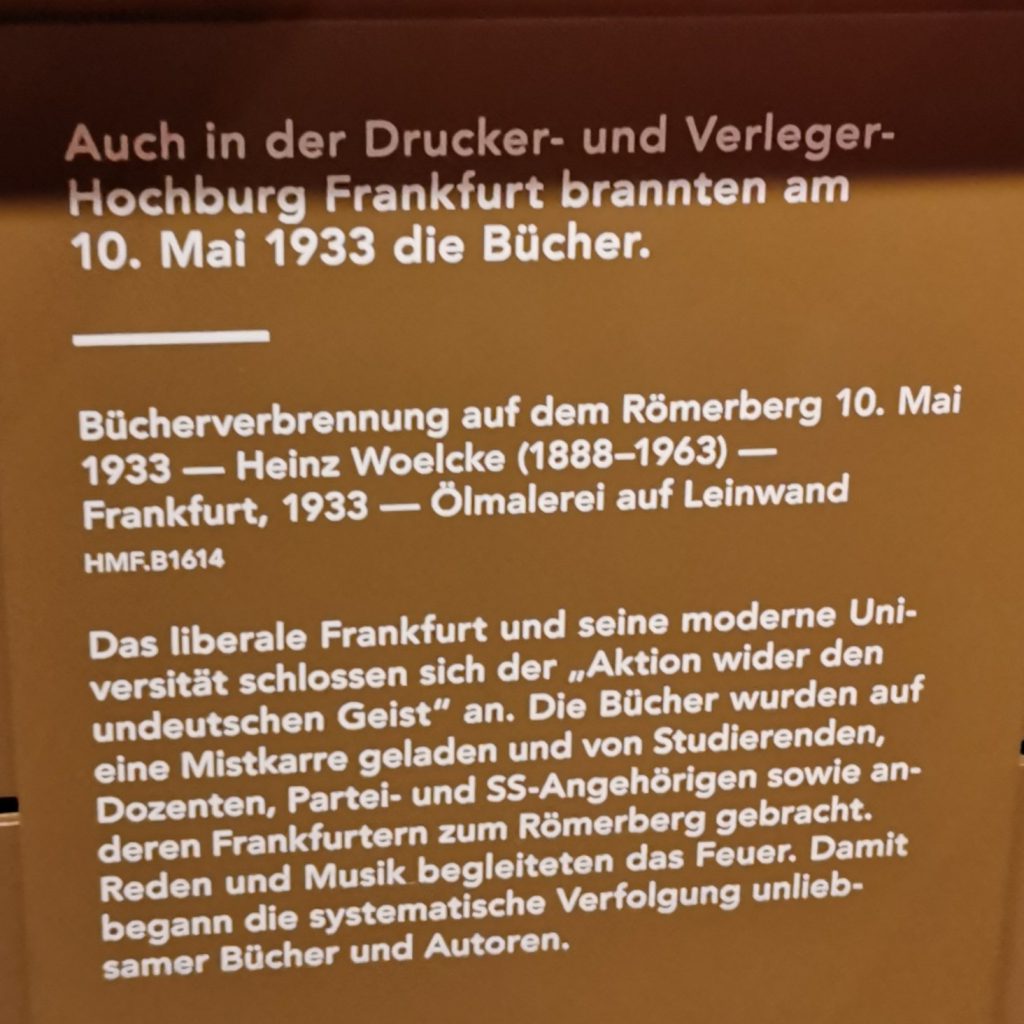 Auch in der Drucker- und Verleger-
Hochburg Frankfurt brannten am
10. Mai 1933 die Bücher.
Bücherverbrennung auf dem Römerberg 10. Mai
1933 — Heinz Woelcke (1888–1963) —
Frankfurt, 1933 — Ölmalerei auf Leinwand
HMF.B1614
Das liberale Frankfurt und seine moderne Uni-
versität schlossen sich der „Aktion wider den
undeutschen Geist“ an. Die Bücher wurden auf
eine Mistkarre geladen und von Studierenden,
Dozenten, Partei- und SS-Angehörigen sowie an-
deren Frankfurtern zum Römerberg gebracht.
Reden und Musik begleiteten das Feuer. Damit
begann die systematische Verfolgung unlieb-
samer Bücher und Autoren.